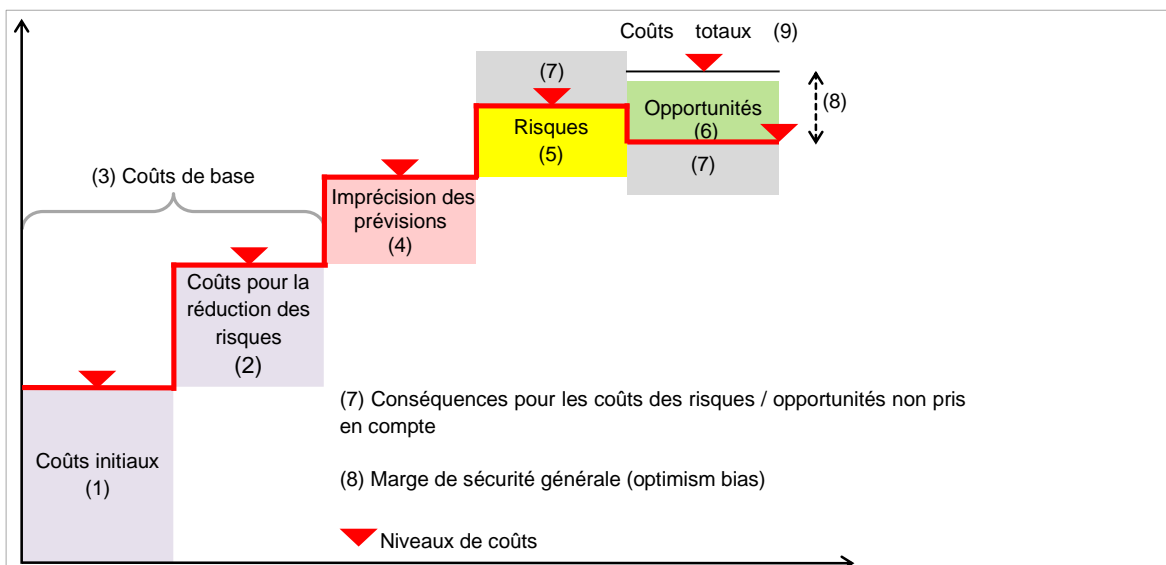 Coûts totaux (9)
(7)
Opportunités
(6)
(8)
Risques
(5)
(7)
(3) Coûts de base
Imprécision des
prévisions
(4)
Coûts pour la
réduction des
risques
(2)
(7) Conséquences pour les coûts des risques / opportunités non pris
en compte
Coûts initiaux
(1)
(8) Marge de sécurité générale (optimism bias)
Niveaux de coûts